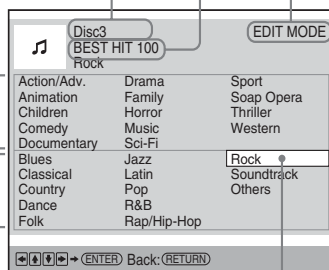 Disc3
EDIT MODE
BEST HIT 100
Rock
Action/Adv. Drama Sport
Animation Family Soap Opera
Children Horror Thriller
Comedy Music Western
Documentary Sci-Fi
Blues Jazz Rock
Classical Latin Soundtrack
Country Pop Others
Dance R&B
Folk Rap/Hip-Hop
ENTER Back: RETURN